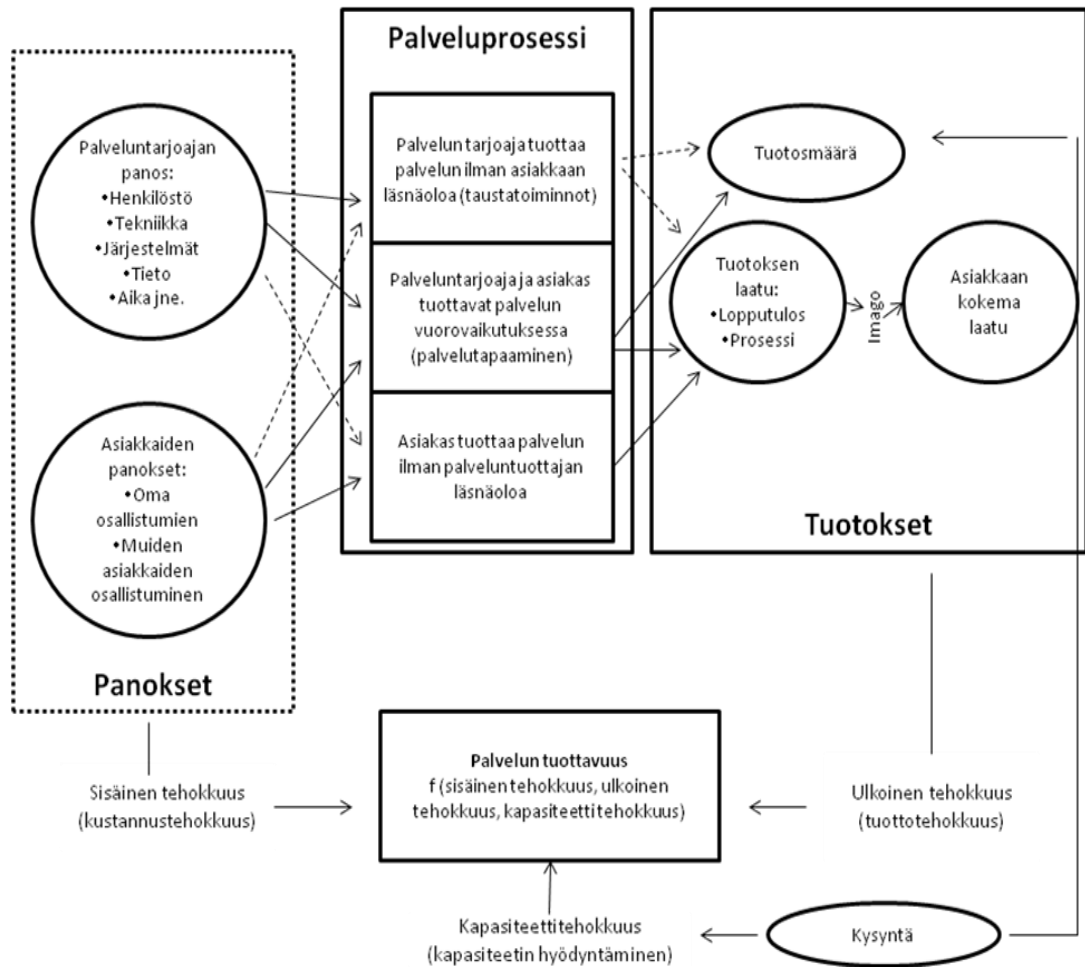 Palveluntarjoajan
panos:
•Henkilöstö
•Tekniikka
•Järjestelmät
•Tieto
•Aika jne.
Asiakkaiden
panokset:
•Oma
osallistumien
•Muiden
asiakkaiden
osallistuminen
Panokset
Palveluprosessi
Palvelun tarjoaja tuottaa
palvelun ilman asiakkaan
läsnäoloa (taustatoiminnot)
Palveluntarjoaja ja asiakas
tuottavat palvelun
vuorovaikutuksessa
(palvelutapaaminen)
Asiakas tuottaa palvelun
ilman palveluntuottajan
läsnäoloa
Tuotosmäärä
Tuotoksen
laatu:
•Lopputulos
•Prosessi
Imago
Asiakkaan
kokema
laatu
Tuotokset
Sisäinen tehokkuus
(kustannustehokkuus)
Palvelun tuottavuus
f (sisäinen tehokkuus, ulkoinen
tehokkuus, kapasiteetti tehokkuus)
Ulkoinen tehokkuus
(tuottotehokkuus)
Kapasiteettitehokkuus
(kapasiteetin hyödyntäminen)
Kysyntä